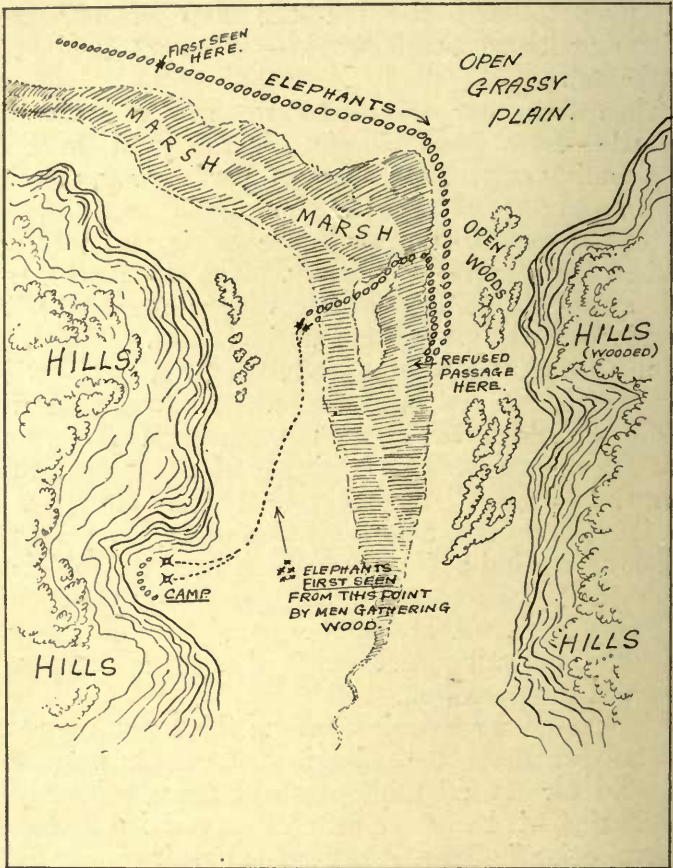 FIRST SEEN
HERE.
ELEPHANTS
OPEN
GRASSY
PLAIN.
MARSH
MARSH
OPEN
WOODS
HILLS
HILLS
(WOODED)
REFUSED
PASSAGE
HERE.
CAMP
ELEPHANTS
FIRST SEEN
FROM THIS POINT
BY MEN GATHERING
WOOD.
HILLS
HILLS